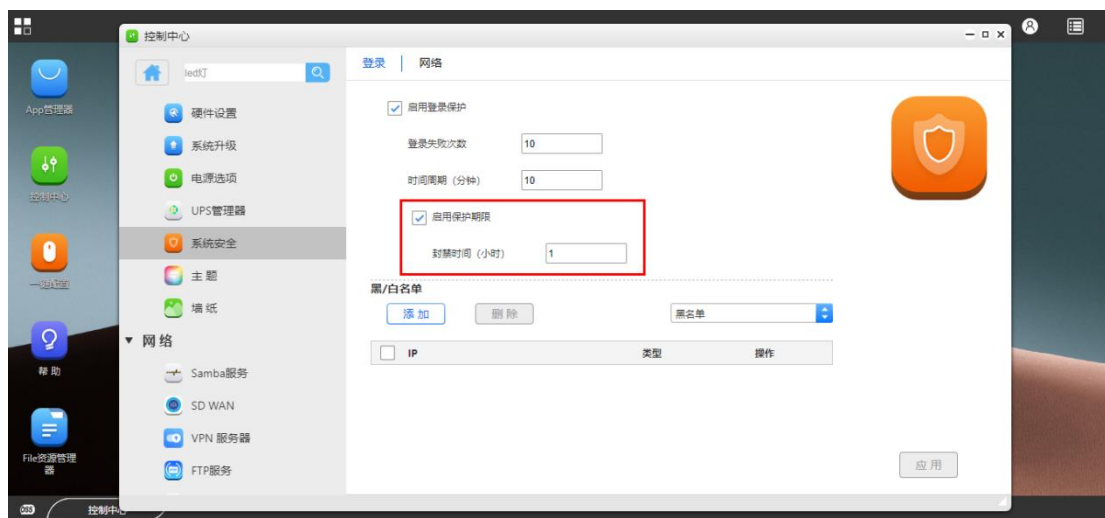 控制中心
App管理器
控制中心
一键配置
帮 助
File资源管理
器
led灯
硬件设置
系统升级
电源选项
UPS管理器
系统安全
主 题
墙 纸
网 络
Samba服务
SD WAN
VPN 服务器
FTP服务
登录 网络
启用登录保护
登录失败次数 10
时间周期（分钟） 10
启用保护期限
封禁时间（小时） 1
黑/白名单
添 加 删 除 黑名单
IP 类型 操作
应 用
控制中心